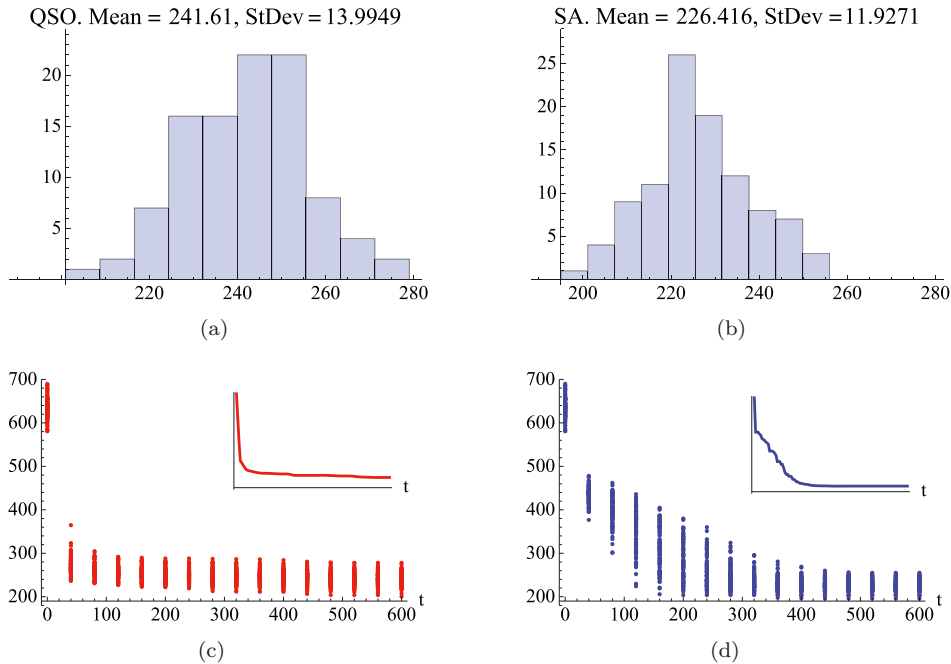 QSO. Mean = 241.61, StDev = 13.9949
20
15
10
5
220 240 260 280
(a)
SA. Mean = 226.416, StDev = 11.9271
25
20
15
10
5
200 220 240 260 280
(b)
700
600
500
400
300
200
0 100 200 300 400 500 600 t
t
(c)
700
600
500
400
300
200
0 100 200 300 400 500 600 t
t
(d)